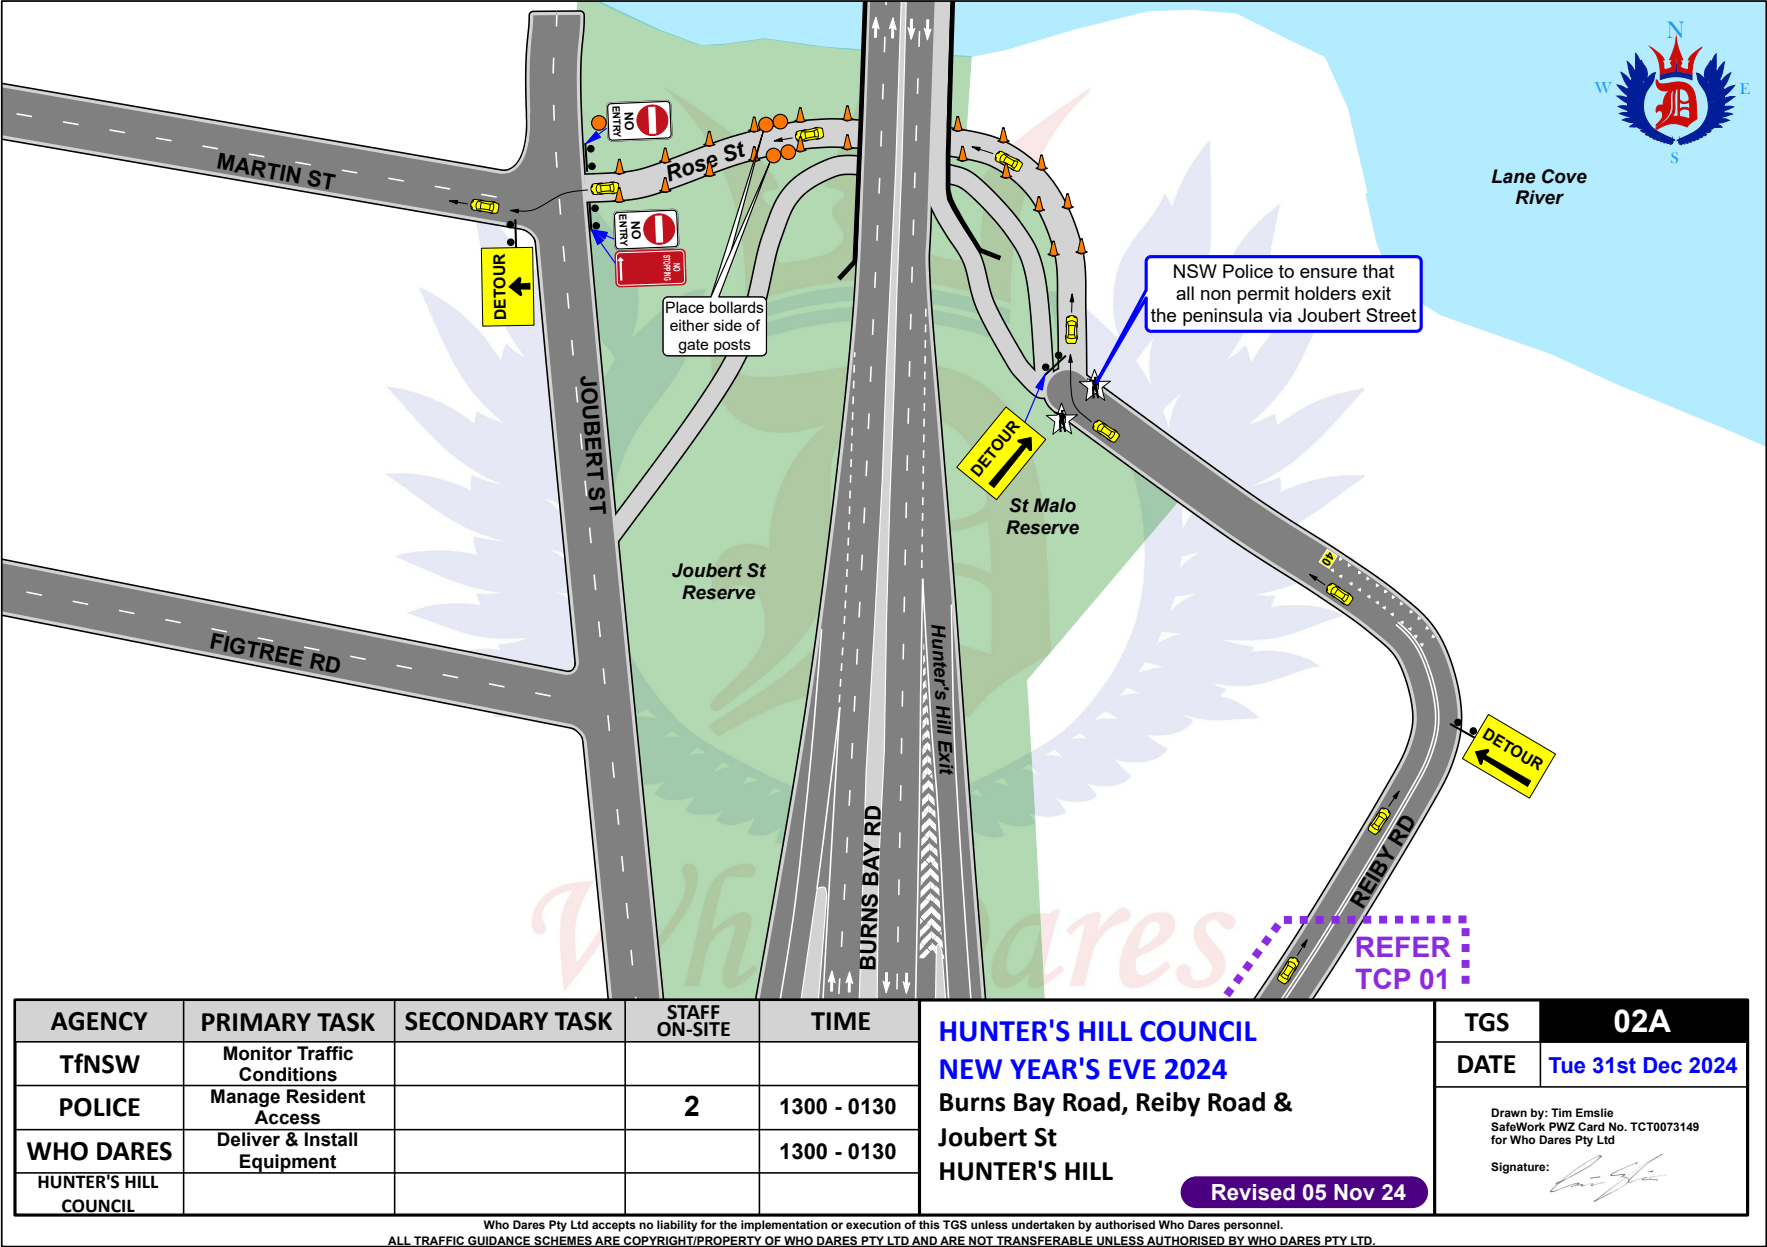 N
W
E
S
D
Lane Cove
River
NO
ENTRY
MARTIN ST
Rose St
NO
ENTRY
NO
STOPPING
DETOUR
Place bollards
either side of
gate posts
NSW Police to ensure that
all non permit holders exit
the peninsula via Joubert Street
JOUBERT ST
DETOUR
St Malo
Reserve
Joubert St
Reserve
40
FIGTREE RD
Hunter's Hill Exit
DETOUR
BURNS BAY RD
REIBY RD
Who Dares
REFER
TCP 01
AGENCY PRIMARY TASK SECONDARY TASK STAFF ON-SITE TIME
TfNSW Monitor Traffic Conditions
POLICE Manage Resident Access 2 1300 - 0130
WHO DARES Deliver & Install Equipment 1300 - 0130
HUNTER'S HILL
COUNCIL
HUNTER'S HILL COUNCIL
NEW YEAR'S EVE 2024
Burns Bay Road, Reiby Road &
Joubert St
HUNTER'S HILL
Revised 05 Nov 24
TGS 02A
DATE Tue 31st Dec 2024
Drawn by: Tim Emslie
SafeWork PWZ Card No. TCT0073149
for Who Dares Pty Ltd
Signature:
Who Dares Pty Ltd accepts no liability for the implementation or execution of this TGS unless undertaken by authorised Who Dares personnel.
ALL TRAFFIC GUIDANCE SCHEMES ARE COPYRIGHT/PROPERTY OF WHO DARES PTY LTD AND ARE NOT TRANSFERABLE UNLESS AUTHORISED BY WHO DARES PTY LTD.